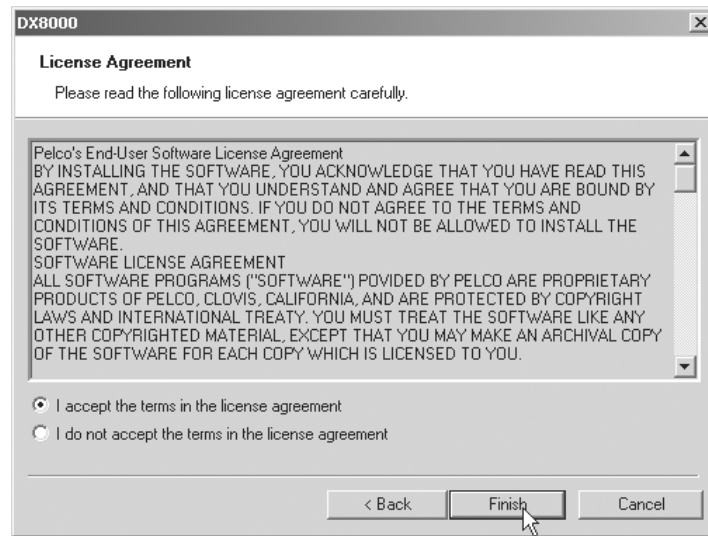 DX8000
License Agreement
Please read the following license agreement carefully.
Pelco's End-User Software License Agreement
BY INSTALLING THE SOFTWARE, YOU ACKNOWLEDGE THAT YOU HAVE READ THIS
AGREEMENT, AND THAT YOU UNDERSTAND AND AGREE THAT YOU ARE BOUND BY
ITS TERMS AND CONDITIONS. IF YOU DO NOT AGREE TO THE TERMS AND
CONDITIONS OF THIS AGREEMENT, YOU WILL NOT BE ALLOWED TO INSTALL THE
SOFTWARE.
SOFTWARE LICENSE AGREEMENT
ALL SOFTWARE PROGRAMS ("SOFTWARE") POVIDED BY PELCO ARE PROPRIETARY
PRODUCTS OF PELCO, CLOVIS, CALIFORNIA, AND ARE PROTECTED BY COPYRIGHT
LAWS AND INTERNATIONAL TREATY. YOU MUST TREAT THE SOFTWARE LIKE ANY
OTHER COPYRIGHTED MATERIAL, EXCEPT THAT YOU MAY MAKE AN ARCHIVAL COPY
OF THE SOFTWARE FOR EACH COPY WHICH IS LICENSED TO YOU.
I accept the terms in the license agreement
I do not accept the terms in the license agreement
< Back Finish Cancel